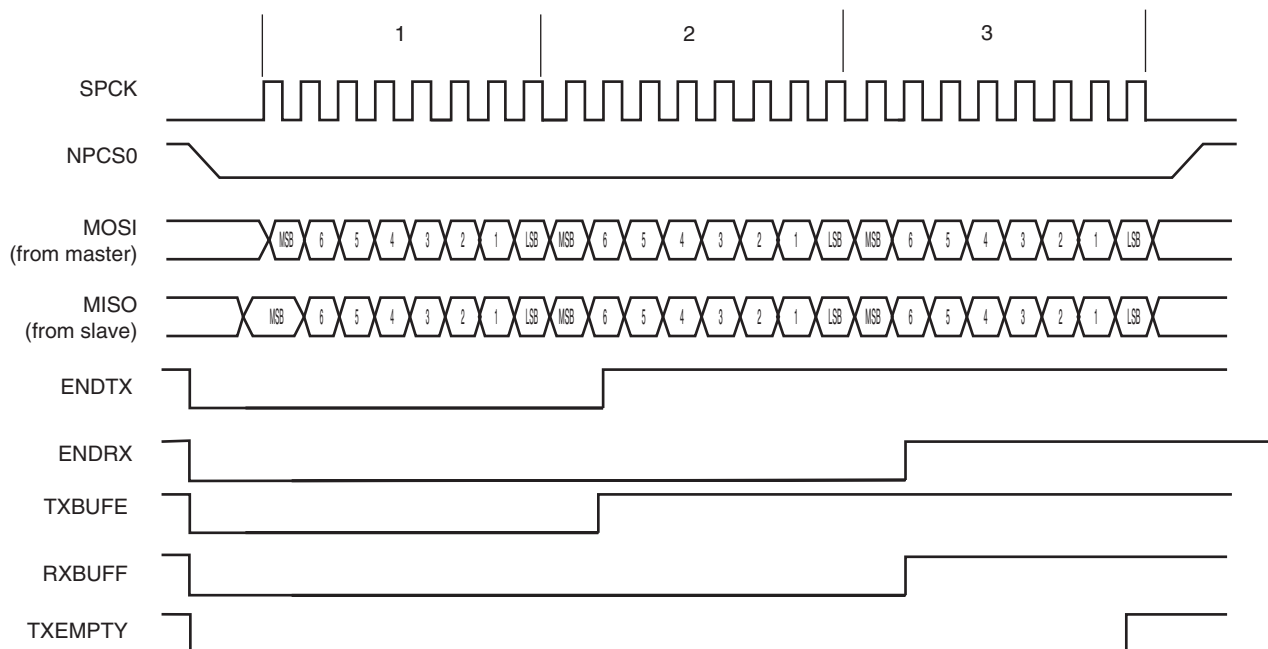 1 2 3
SPCK
NPCS0
MOSI
(from master)
MSB 6 5 4 3 2 1 LSB MSB 6 5 4 3 2 1 LSB MSB 6 5 4 3 2 1 LSB
MISO
(from slave)
MSB 6 5 4 3 2 1 LSB MSB 6 5 4 3 2 1 LSB MSB 6 5 4 3 2 1 LSB
ENDTX
ENDRX
TXBUFE
RXBUFF
TXEMPTY